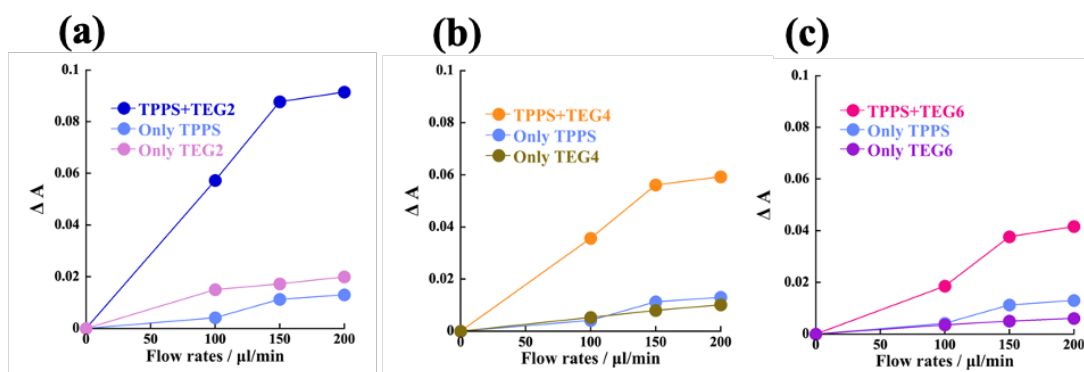 (a)
0.1
0.08
0.06
0.04
0.02
0
Δ A
TPPS+TEG2
Only TPPS
Only TEG2
0 50 100 150 200
Flow rates / μl/min
(b)
0.1
0.08
0.06
0.04
0.02
0
Δ A
TPPS+TEG4
Only TPPS
Only TEG4
0 50 100 150 200
Flow rates / μl/min
(c)
0.1
0.08
0.06
0.04
0.02
0
Δ A
TPPS+TEG6
Only TPPS
Only TEG6
0 50 100 150 200
Flow rates / μl/min